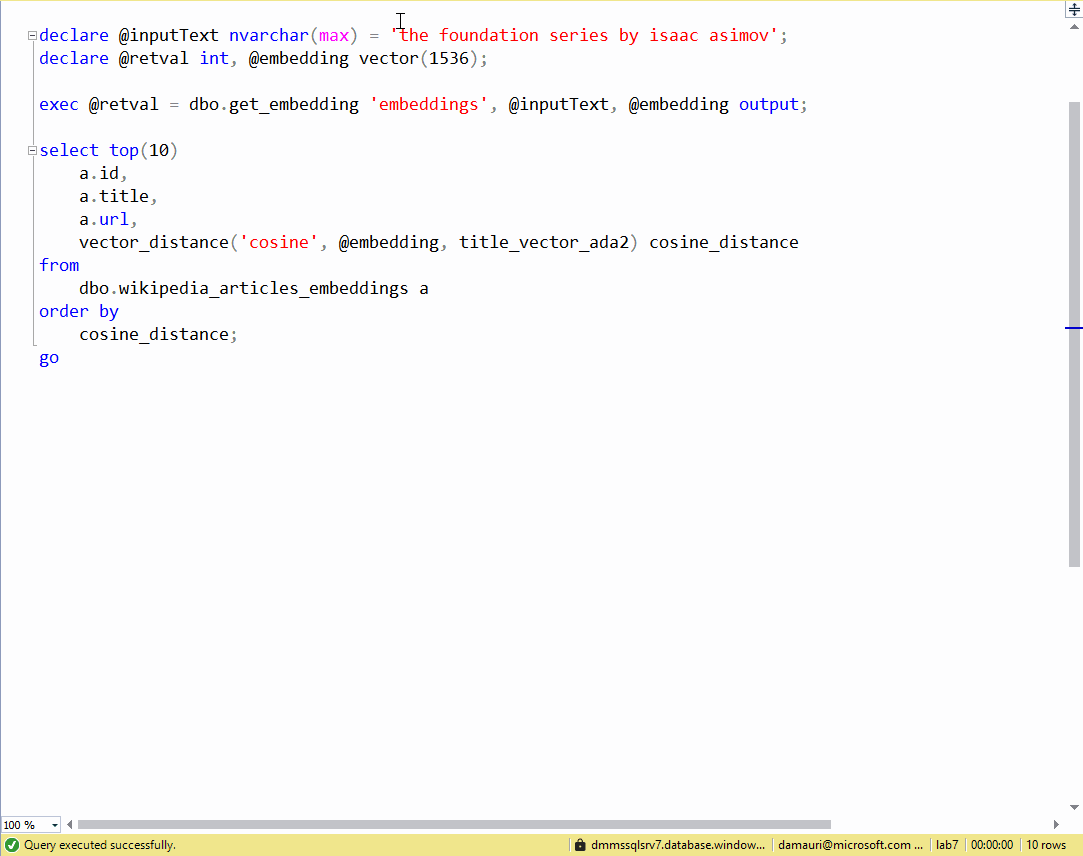 declare @inputText nvarchar(max) = 'the foundation series by isaac asimov';
declare @retval int, @embedding vector(1536);
exec @retval = dbo.get_embedding 'embeddings', @inputText, @embedding output;
select top(10)
a.id,
a.title,
a.url,
vector_distance('cosine', @embedding, title_vector_ada2) cosine_distance
from
dbo.wikipedia_articles_embeddings a
order by
cosine_distance;
go
100 %
Query executed successfully. dmmssqlsrv7.database.window... damauri@microsoft.com ... lab7 00:00:00 10 rows